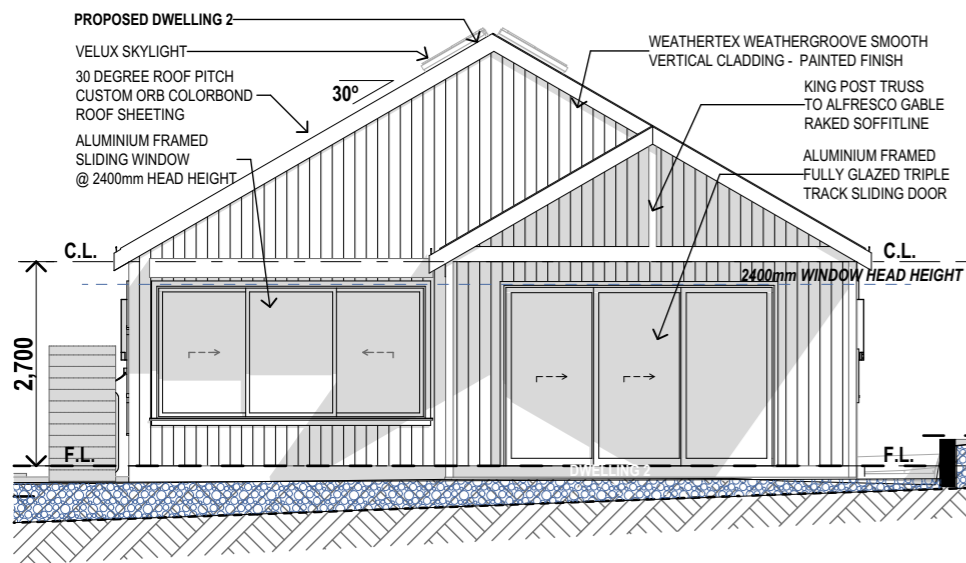 PROPOSED DWELLING 2
VELUX SKYLIGHT
30 DEGREE ROOF PITCH
CUSTOM ORB COLORBOND
ROOF SHEETING
ALUMINIUM FRAMED
SLIDING WINDOW
@ 2400mm HEAD HEIGHT
30º
WEATHERTEX WEATHERGROOVE SMOOTH
VERTICAL CLADDING - PAINTED FINISH
KING POST TRUSS
TO ALFRESCO GABLE
RAKED SOFFITLINE
ALUMINIUM FRAMED
FULLY GLAZED TRIPLE
TRACK SLIDING DOOR
C.L.
C.L.
2400mm WINDOW HEAD HEIGHT
2,700
F.L.
F.L.
DWELLING 2